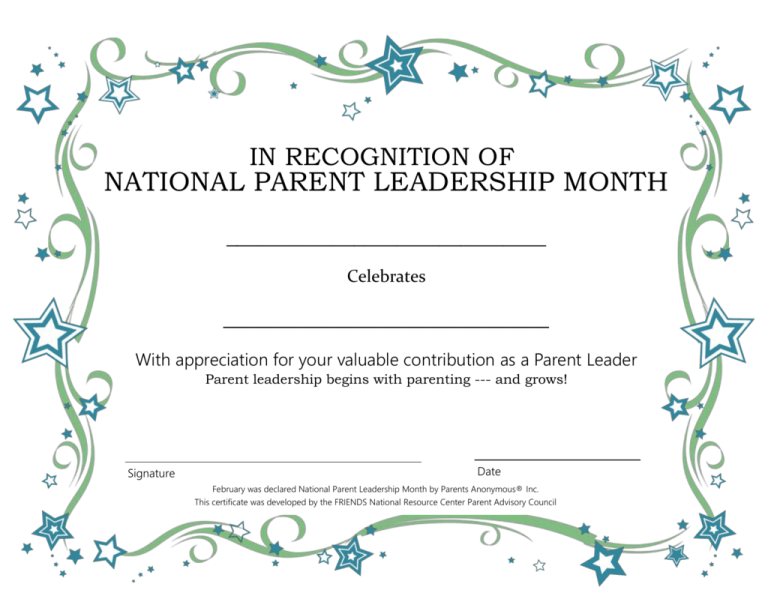 IN RECOGNITION OF
NATIONAL PARENT LEADERSHIP MONTH
Celebrates
With appreciation for your valuable contribution as a Parent Leader
Parent leadership begins with parenting --- and grows!
Signature
Date
February was declared National Parent Leadership Month by Parents Anonymous® Inc.
This certificate was developed by the FRIENDS National Resource Center Parent Advisory Council